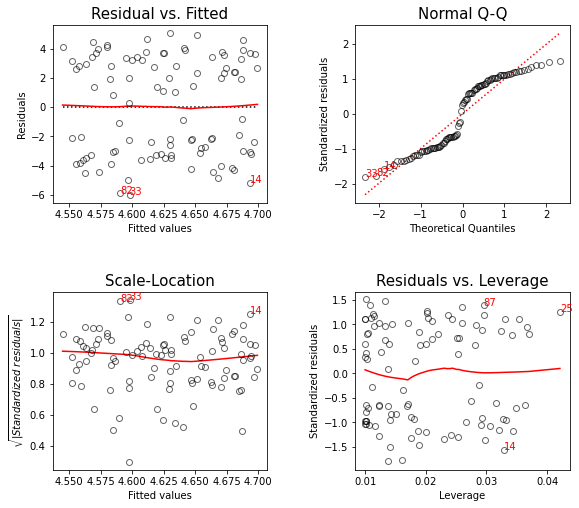 Residual vs. Fitted
Residuals
4
2
0
−2
−4
−6
82
33
14
4.550 4.575 4.600 4.625 4.650 4.675 4.700
Fitted values
Normal Q-Q
Standardized residuals
2
1
0
−1
−2
33
82
14
−2 −1 0 1 2
Theoretical Quantiles
Scale-Location
√|Standardized residuals|
1.2
1.0
0.8
0.6
0.4
82
33
14
4.550 4.575 4.600 4.625 4.650 4.675 4.700
Fitted values
Residuals vs. Leverage
Standardized residuals
1.5
1.0
0.5
0.0
−0.5
−1.0
−1.5
87
25
14
0.01 0.02 0.03 0.04
Leverage